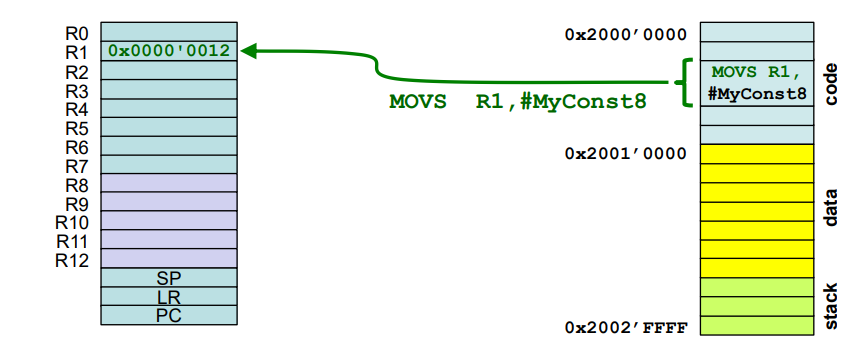 R0
R1
R2
R3
R4
R5
R6
R7
R8
R9
R10
R11
R12
0x0000'0012
SP
LR
PC
MOVS R1,#MyConst8
0x2000’0000
0x2001’0000
0x2002’FFFF
MOVS R1,
#MyConst8
code
data
stack